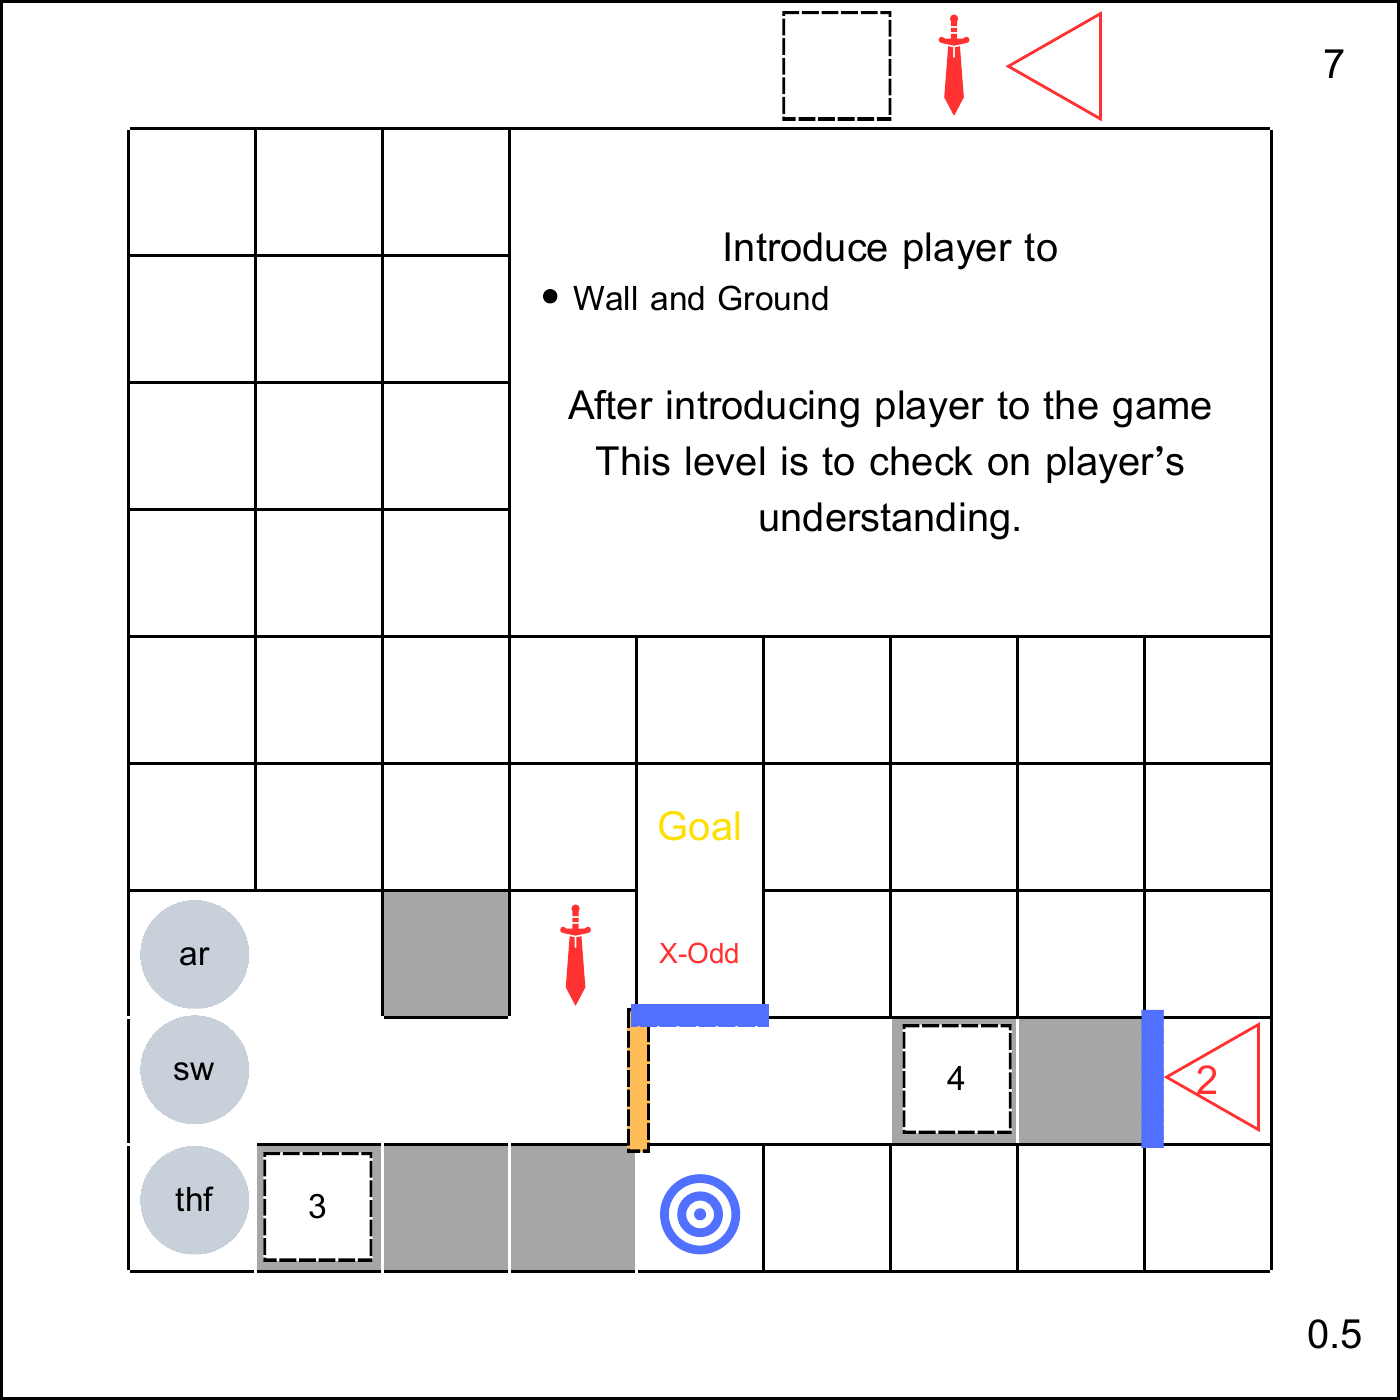 7
Introduce player to
• Wall and Ground
After introducing player to the game
This level is to check on player’s
understanding.
Goal
ar
X-Odd
sw
4
2
thf
3
0.5